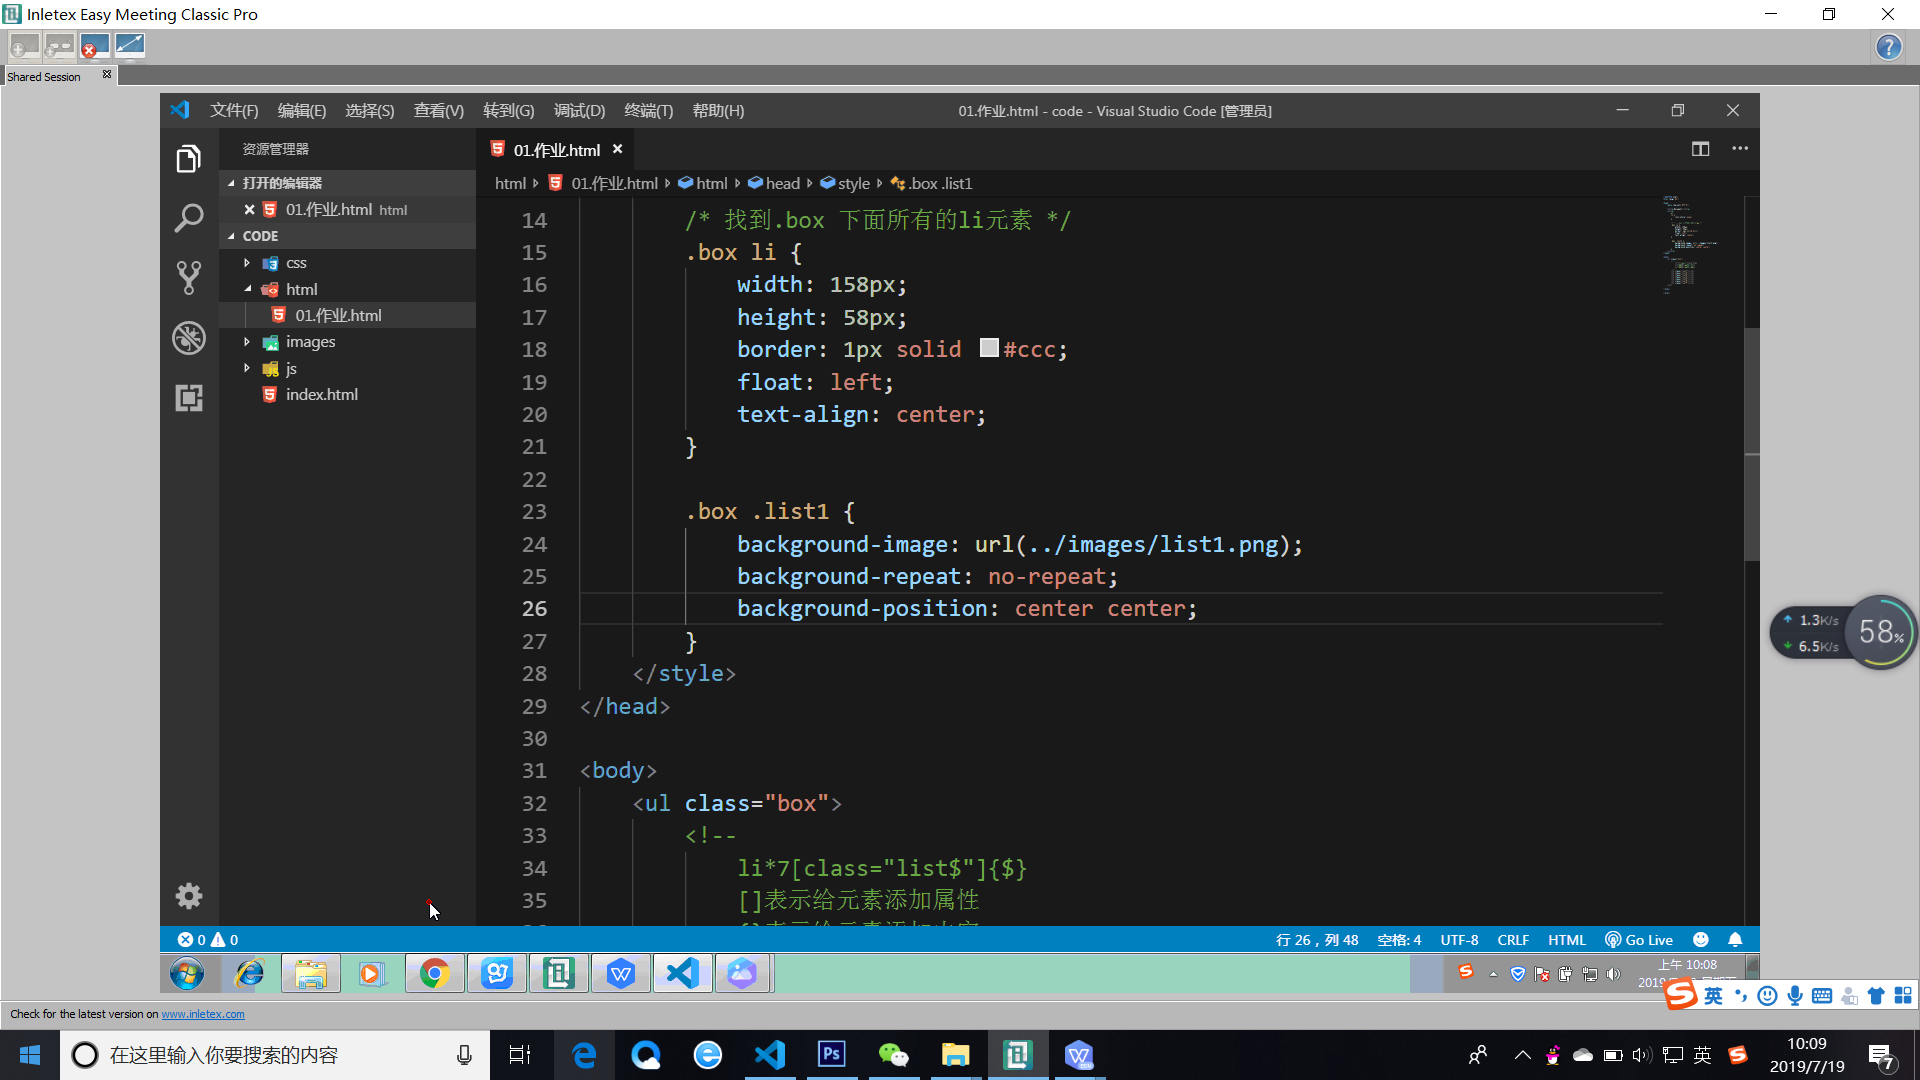 Inletex Easy Meeting Classic Pro
Shared Session
文件(F) 编辑(E) 选择(S) 查看(V) 转到(G) 调试(D) 终端(T) 帮助(H)
01.作业.html - code - Visual Studio Code [管理员]
资源管理器
01.作业.html
打开的编辑器
html 01.作业.html html head style .box .list1
01.作业.html html
CODE
css
html
01.作业.html
images
js
index.html
14 /* 找到.box 下面所有的li元素 */
15 .box li {
16 width: 158px;
17 height: 58px;
18 border: 1px solid #ccc;
19 float: left;
20 text-align: center;
21 }
22
23 .box .list1 {
24 background-image: url(../images/list1.png);
25 background-repeat: no-repeat;
26 background-position: center center;
27 }
28 </style>
29 </head>
30
31 <body>
32 <ul class="box">
33 <!--
34 li*7[class="list$"]{$}
35 []表示给元素添加属性
1.3K/s
6.5K/s
58%
0 0
行 26，列 48 空格: 4 UTF-8 CRLF HTML Go Live
上午 10:08
英
Check for the latest version on www.inletex.com
在这里输入你要搜索的内容
Ps
英
10:09
2019/7/19
7